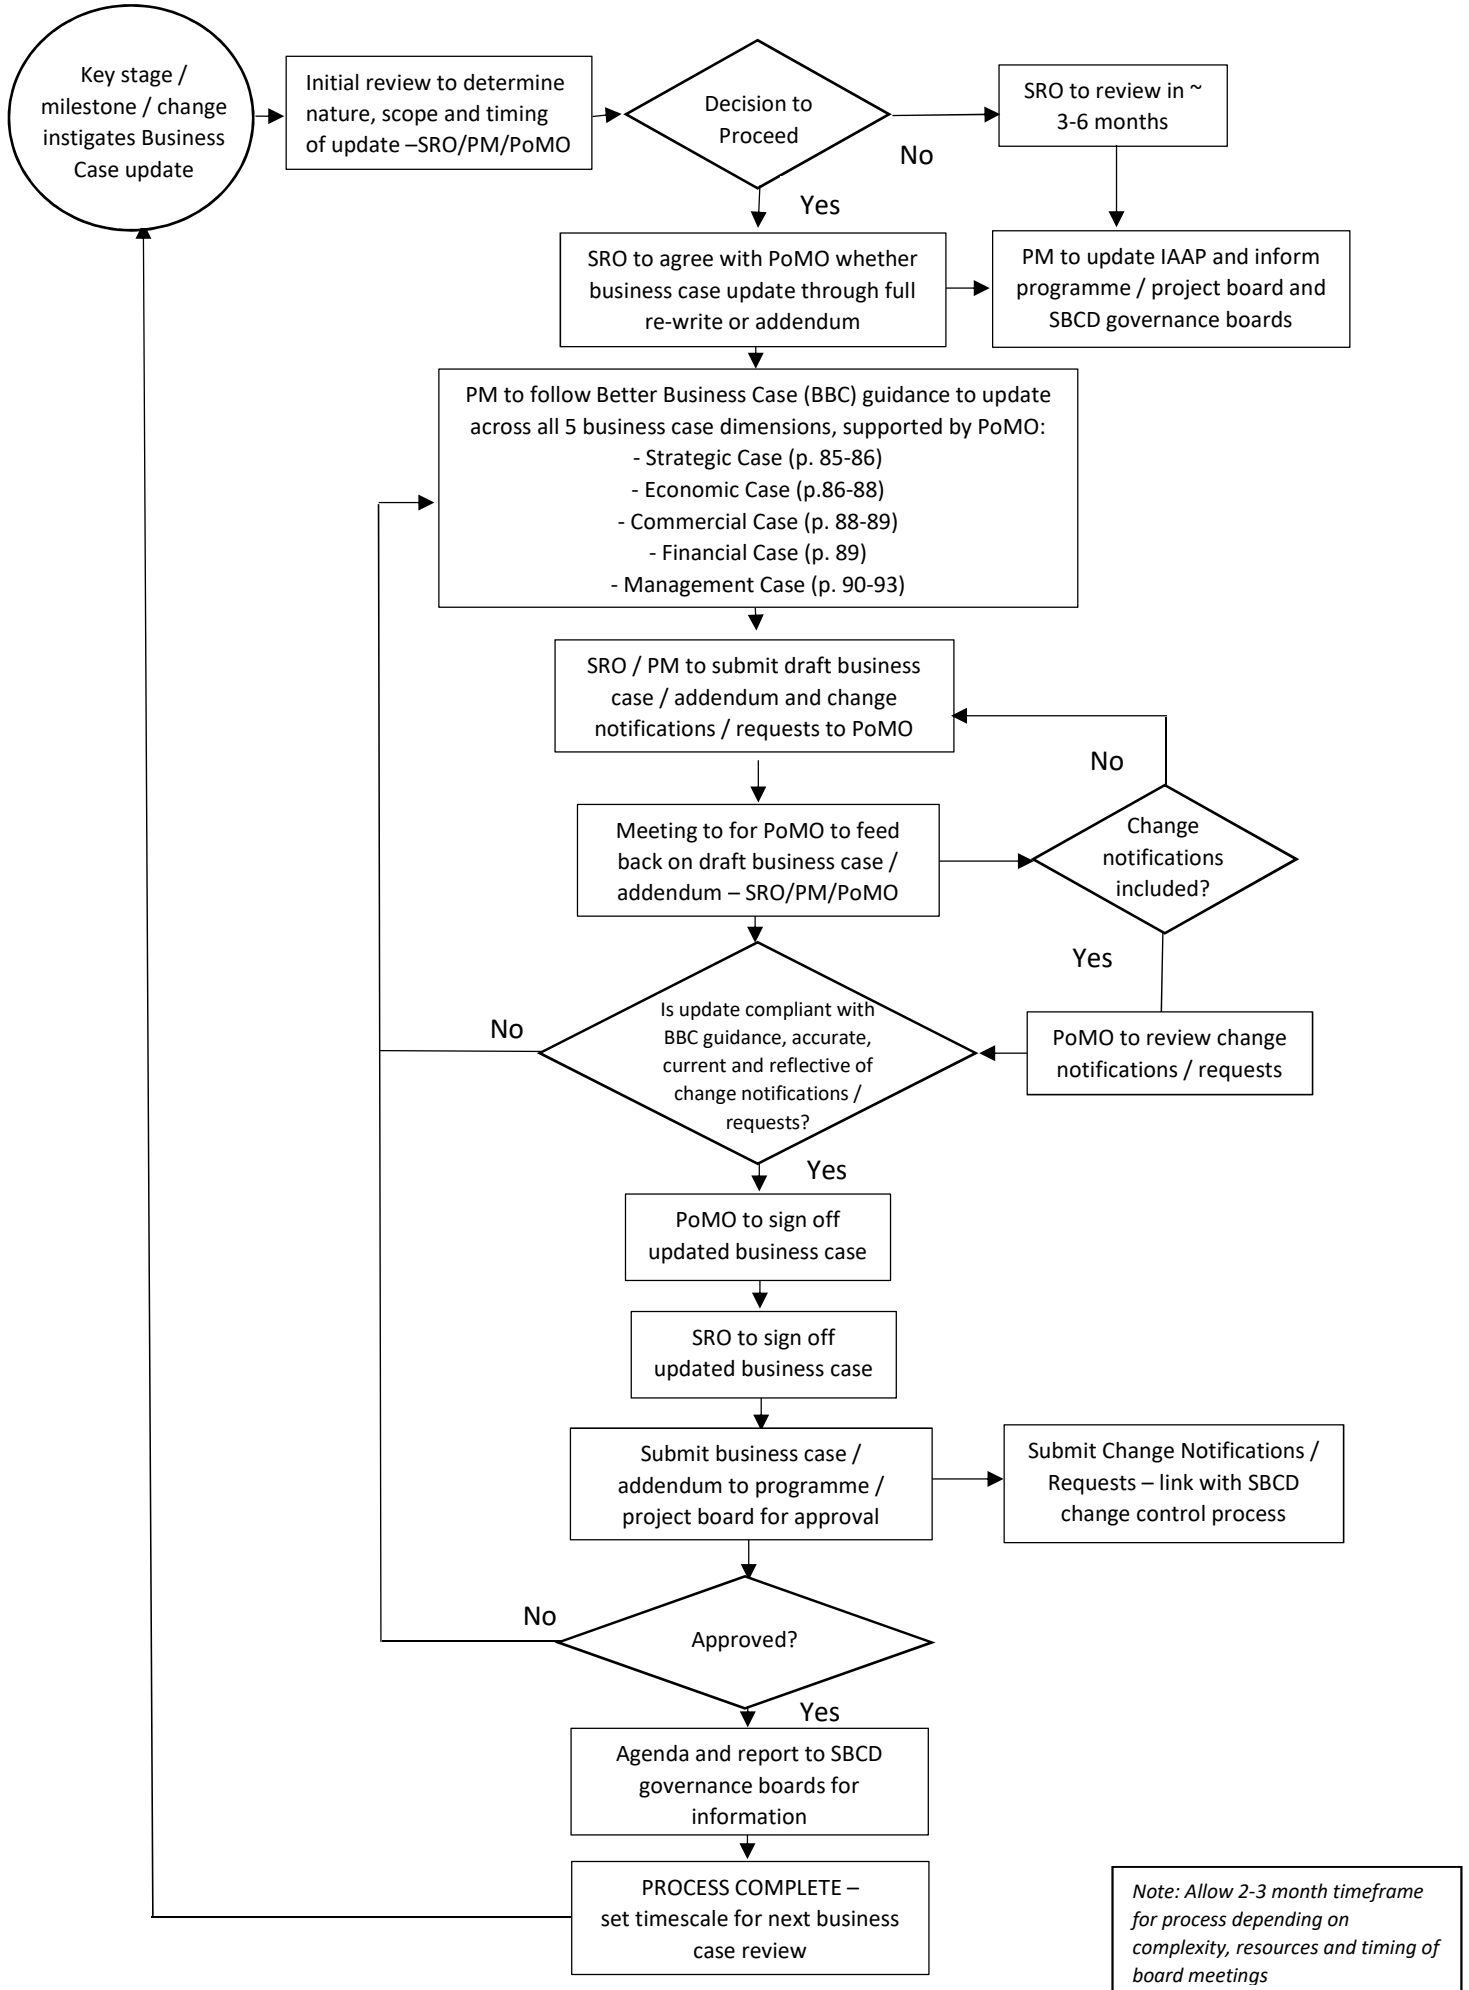 Key stage /
milestone / change
instigates Business
Case update
Initial review to determine
nature, scope and timing
of update –SRO/PM/PoMO
Decision to
Proceed
No
SRO to review in ~
3-6 months
Yes
SRO to agree with PoMO whether
business case update through full
re-write or addendum
PM to update IAAP and inform
programme / project board and
SBCD governance boards
PM to follow Better Business Case (BBC) guidance to update
across all 5 business case dimensions, supported by PoMO:
- Strategic Case (p. 85-86)
- Economic Case (p.86-88)
- Commercial Case (p. 88-89)
- Financial Case (p. 89)
- Management Case (p. 90-93)
SRO / PM to submit draft business
case / addendum and change
notifications / requests to PoMO
No
Meeting to for PoMO to feed
back on draft business case /
addendum – SRO/PM/PoMO
Change
notifications
included?
Yes
No
Is update compliant with
BBC guidance, accurate,
current and reflective of
change notifications /
requests?
PoMO to review change
notifications / requests
Yes
PoMO to sign off
updated business case
SRO to sign off
updated business case
Submit business case /
addendum to programme /
project board for approval
Submit Change Notifications /
Requests – link with SBCD
change control process
No
Approved?
Yes
Agenda and report to SBCD
governance boards for
information
PROCESS COMPLETE –
set timescale for next business
case review
Note: Allow 2-3 month timeframe
for process depending on
complexity, resources and timing of
board meetings